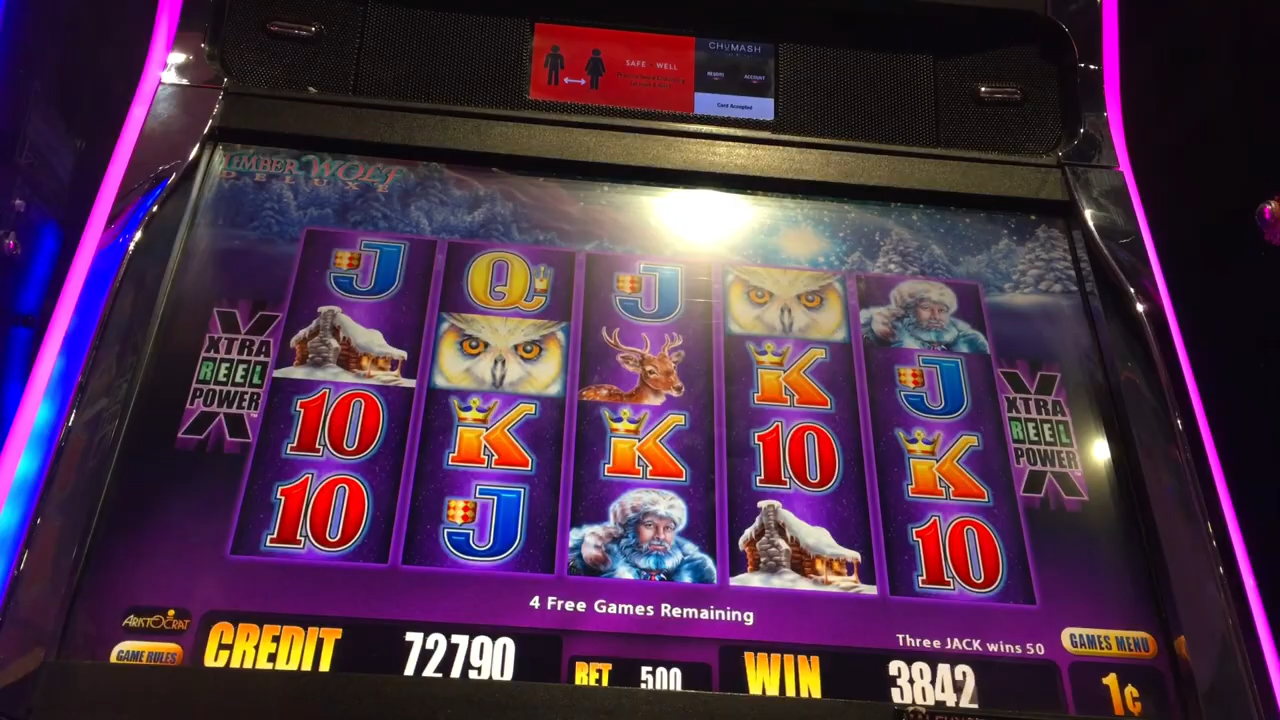 CHUMASH
SAFE + WELL
RESORT
ACCOUNT
Card Accepted
TIMBER WOLF
DELUXE
J Q J
XTRA
REEL
POWER
J
K
XTRA
REEL
POWER
10 K K 10 K
10 J 10
4 Free Games Remaining
Three JACK wins 50
ARISTOCRAT
GAME RULES
GAMES MENU
CREDIT 72790
BET 500
WIN 3842
1¢